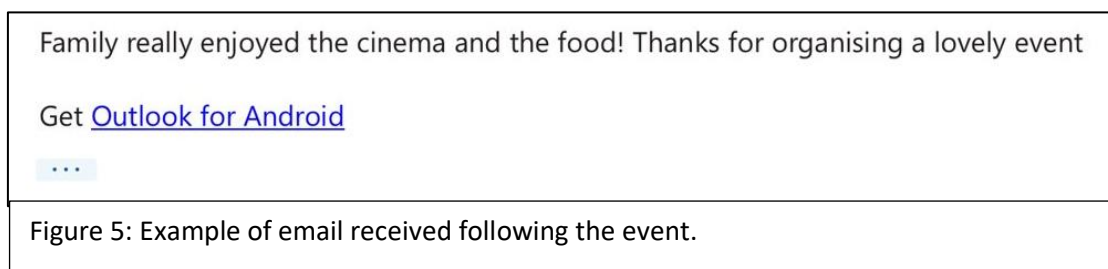 Family really enjoyed the cinema and the food! Thanks for organising a lovely event
Get Outlook for Android
...
Figure 5: Example of email received following the event.